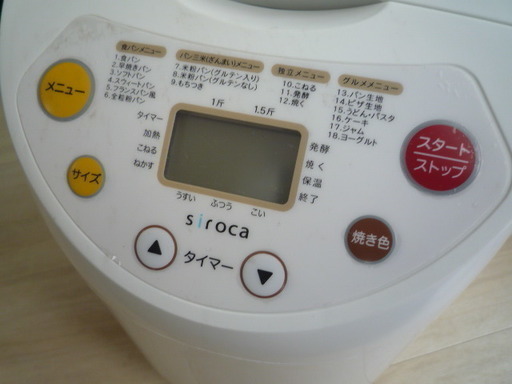 食パンメニュー
1.食パン
2.早焼きパン
3.ソフトパン
4.スウィートパン
5.フランスパン風
6.全粒粉パン
パン三米(ざんまい)メニュー
7.米粉パン(グルテン入り)
8.米粉パン(グルテンなし)
9.もちつき
独立メニュー
10.こねる
11.発酵
12.焼く
グルメメニュー
13.パン生地
14.ピザ生地
15.うどん・パスタ
16.ケーキ
17.ジャム
18.ヨーグルト
メニュー
サイズ
1斤
1.5斤
タイマー
加熱
こねる
ねかす
発酵
焼く
保温
終了
うすい
ふつう
こい
スタート
ストップ
siroca
焼き色
▲
タイマー
▼